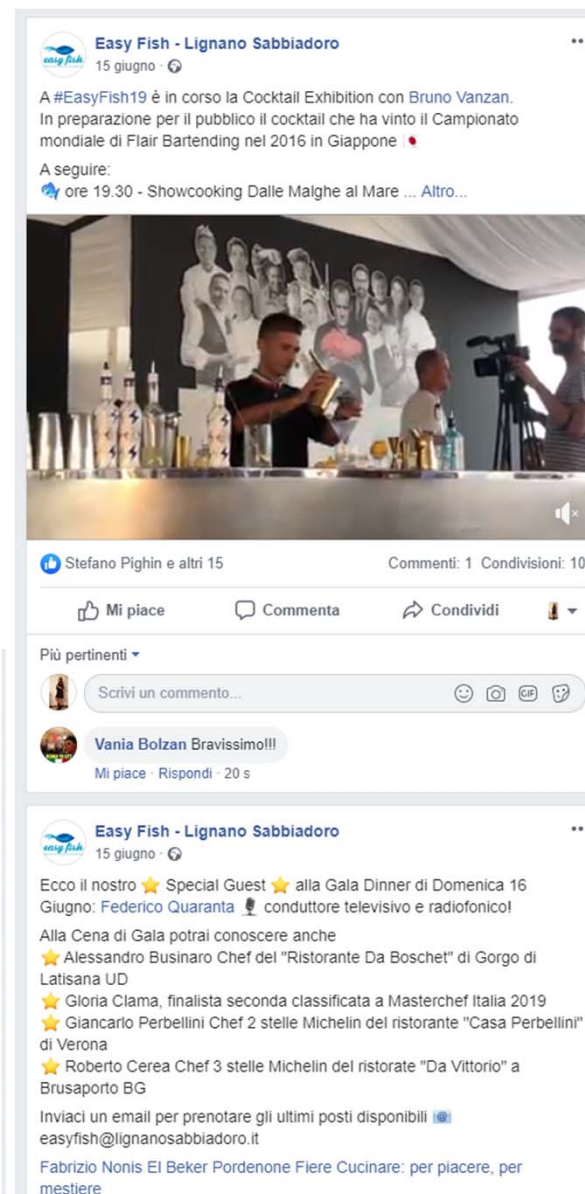 Easy Fish - Lignano Sabbiadoro
15 giugno ·
A #EasyFish19 è in corso la Cocktail Exhibition con Bruno Vanzan.
In preparazione per il pubblico il cocktail che ha vinto il Campionato
mondiale di Flair Bartending nel 2016 in Giappone
A seguire:
ore 19.30 - Showcooking Dalle Malghe al Mare ... Altro...
Stefano Pighin e altri 15
Commenti: 1 Condivisioni: 10
Mi piace
Commenta
Condividi
Più pertinenti
Scrivi un commento...
GIF
Vania Bolzan Bravissimo!!!
Mi piace · Rispondi · 20 s
easy fish
Easy Fish - Lignano Sabbiadoro
15 giugno ·
Ecco il nostro ⭐ Special Guest ⭐ alla Gala Dinner di Domenica 16
Giugno: Federico Quaranta 🎙 conduttore televisivo e radiofonico!
Alla Cena di Gala potrai conoscere anche
⭐ Alessandro Businaro Chef del "Ristorante Da Boschet" di Gorgo di
Latisana UD
⭐ Gloria Clama, finalista seconda classificata a Masterchef Italia 2019
⭐ Giancarlo Perbellini Chef 2 stelle Michelin del ristorante "Casa Perbellini"
di Verona
⭐ Roberto Cerea Chef 3 stelle Michelin del ristorate "Da Vittorio" a
Brusaporto BG
Inviaci un email per prenotare gli ultimi posti disponibili 📧
easyfish@lignanosabbiadoro.it
Fabrizio Nonis El Beker Pordenone Fiere Cucinare: per piacere, per
mestiere